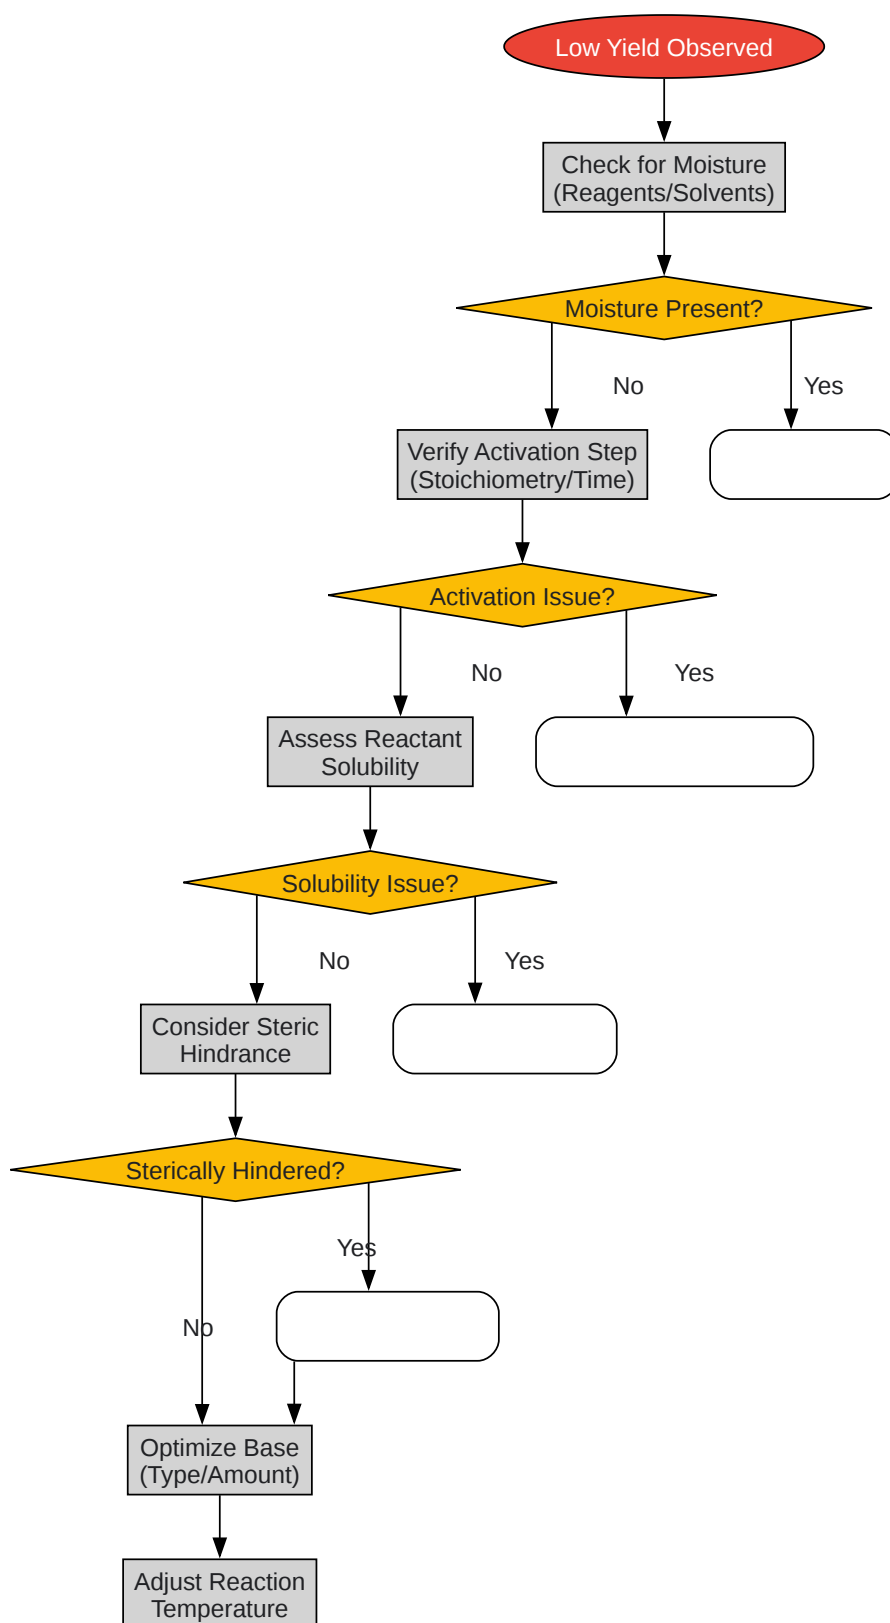 Low Yield Observed
Check for Moisture
(Reagents/Solvents)
Moisture Present?
No
Yes
Verify Activation Step
(Stoichiometry/Time)
Activation Issue?
No
Yes
Assess Reactant
Solubility
Solubility Issue?
No
Yes
Consider Steric
Hindrance
Sterically Hindered?
Yes
No
Optimize Base
(Type/Amount)
Adjust Reaction
Temperature